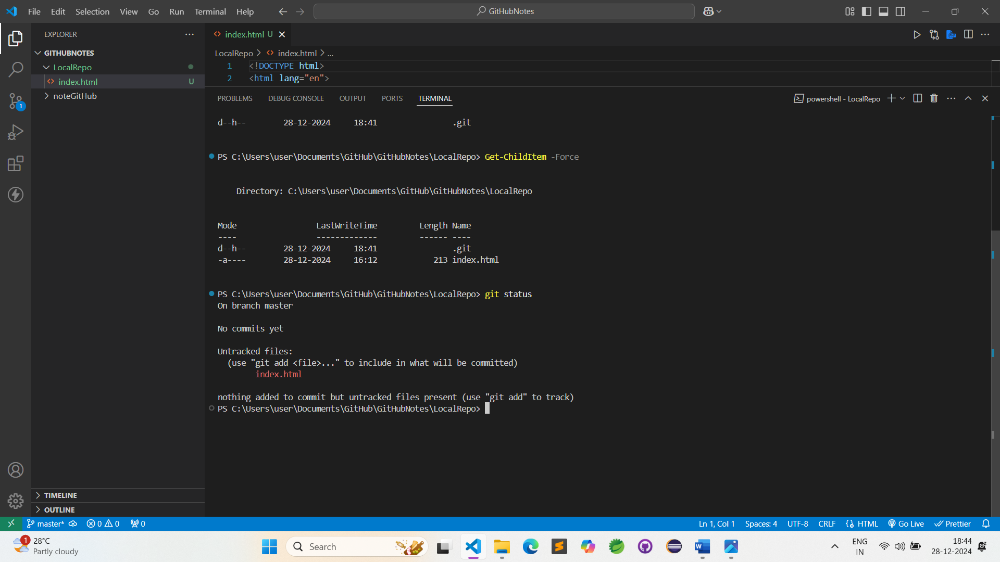 File Edit Selection View Go Run Terminal Help
GitHubNotes
EXPLORER
GITHUBNOTES
LocalRepo
index.html U
noteGitHub
TIMELINE
OUTLINE
index.html U
LocalRepo > index.html > ...
1 <!DOCTYPE html>
2 <html lang="en">
PROBLEMS DEBUG CONSOLE OUTPUT PORTS TERMINAL
powershell - LocalRepo
d--h-- 28-12-2024 18:41 .git
PS C:\Users\user\Documents\GitHub\GitHubNotes\LocalRepo> Get-ChildItem -Force
Directory: C:\Users\user\Documents\GitHub\GitHubNotes\LocalRepo
Mode LastWriteTime Length Name
---- ------------- ------ ----
d--h-- 28-12-2024 18:41 .git
-a---- 28-12-2024 16:12 213 index.html
PS C:\Users\user\Documents\GitHub\GitHubNotes\LocalRepo> git status
On branch master
No commits yet
Untracked files:
(use "git add <file>..." to include in what will be committed)
index.html
nothing added to commit but untracked files present (use "git add" to track)
PS C:\Users\user\Documents\GitHub\GitHubNotes\LocalRepo>
1
master* 0 0 0
Ln 1, Col 1 Spaces: 4 UTF-8 CRLF HTML Go Live Prettier
1
28°C
Partly cloudy
Search
ENG
IN
18:44
28-12-2024